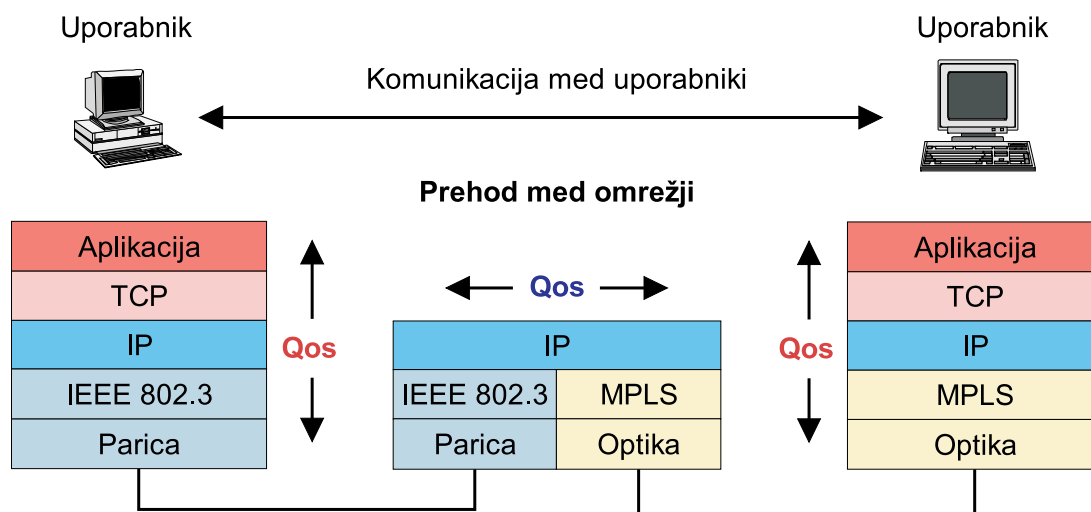 Uporabnik
Uporabnik
Komunikacija med uporabniki
Prehod med omrežji
Aplikacija
TCP
IP
IEEE 802.3
Parica
Qos
Qos
IP
IEEE 802.3
MPLS
Parica
Optika
Qos
Aplikacija
TCP
IP
MPLS
Optika